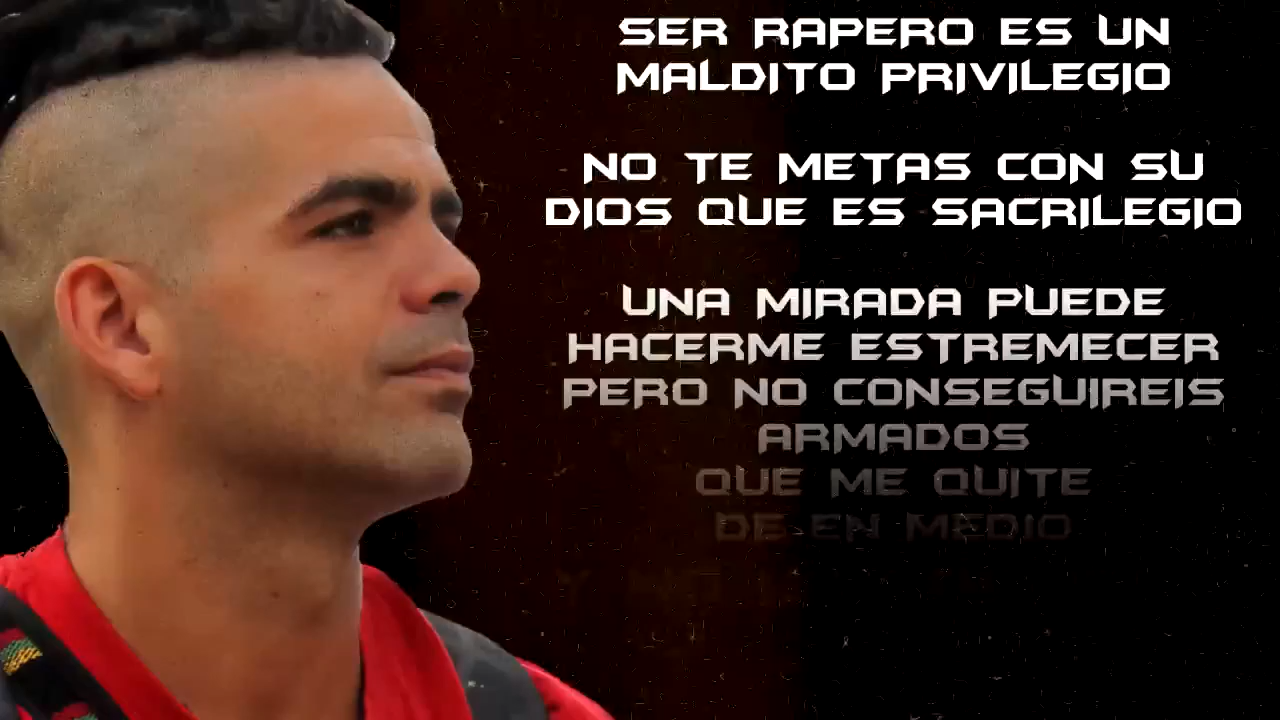 SER RAPERO ES UN
MALDITO PRIVILEGIO
NO TE METAS CON SU
DIOS QUE ES SACRILEGIO
UNA MIRADA PUEDE
HACERME ESTREMECER
PERO NO CONSEGUIREIS
ARMADOS
QUE ME QUITE
DE EN MEDIO
Y NO